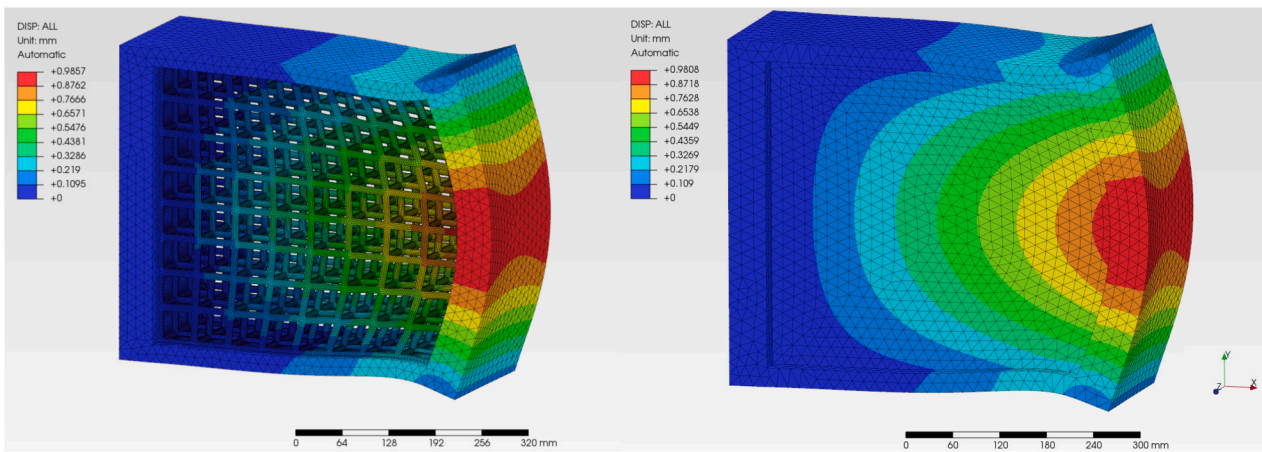 DISP: ALL
Unit: mm
Automatic
+0.9857
+0.8762
+0.7666
+0.6571
+0.5476
+0.4381
+0.3286
+0.219
+0.1095
+0
0 64 128 192 256 320 mm
DISP: ALL
Unit: mm
Automatic
+0.9808
+0.8718
+0.7628
+0.6538
+0.5449
+0.4359
+0.3269
+0.2179
+0.109
+0
Y
Z X
0 60 120 180 240 300 mm